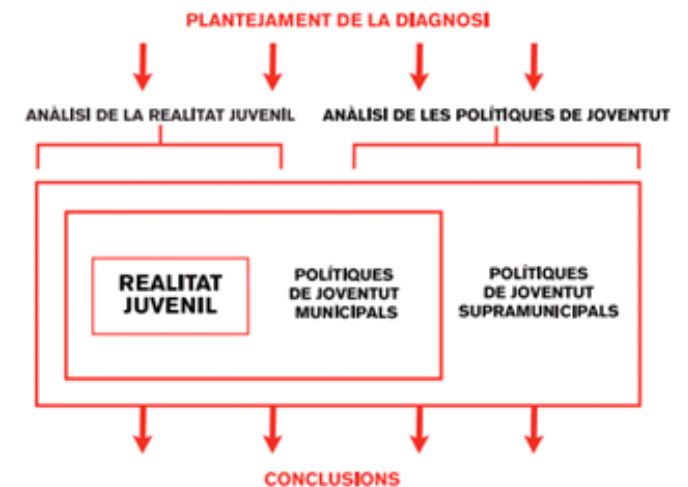 PLANTEJAMENT DE LA DIAGNOSI
ANÀLISI DE LA REALITAT JUVENIL
ANÀLISI DE LES POLÍTIQUES DE JOVENTUT
REALITAT
JUVENIL
POLÍTIQUES
DE JOVENTUT
MUNICIPALS
POLÍTIQUES
DE JOVENTUT
SUPRAMUNICIPALS
CONCLUSIONS